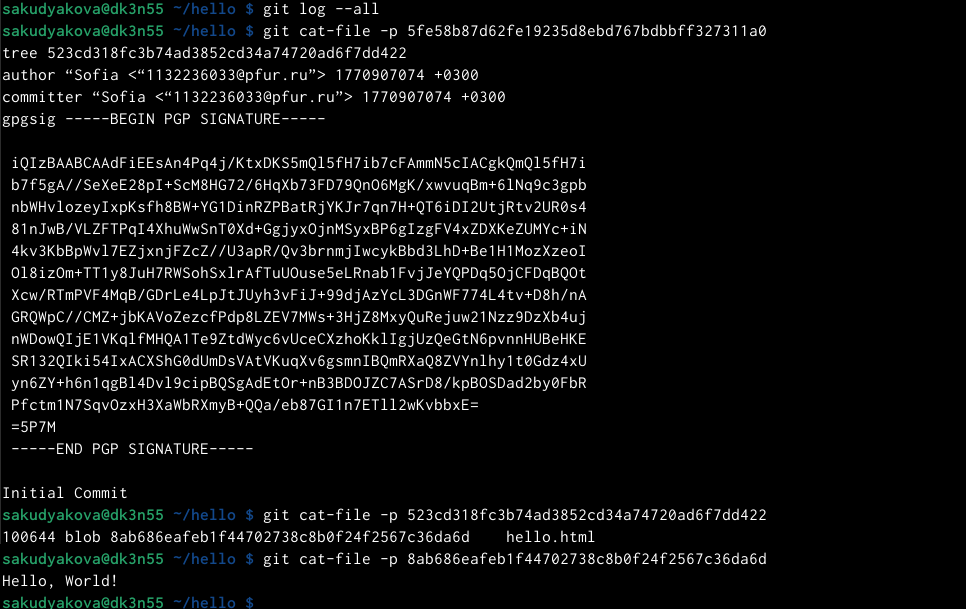 sakudyakova@dk3n55 ~/hello $ git log --all
sakudyakova@dk3n55 ~/hello $ git cat-file -p 5fe58b87d62fe19235d8ebd767bdbbff327311a0
tree 523cd318fc3b74ad3852cd34a74720ad6f7dd422
author “Sofia <“1132236033@pfur.ru”> 1770907074 +0300
committer “Sofia <“1132236033@pfur.ru”> 1770907074 +0300
gpgsig -----BEGIN PGP SIGNATURE-----
iQIzBAABCAAdFiEEsAn4Pq4j/KtxDKS5mQl5fH7ib7cFAmmN5cIACgkQmQl5fH7i
b7f5gA//SeXeE28pI+ScM8HG72/6HqXb73FD79QnO6MgK/xwvuqBm+6lNq9c3gpb
nbWHvlozeyIxpKsfh8BW+YG1DinRZPBatRjYKJr7qn7H+QT6iDI2UtjRtv2UR0s4
81nJwB/VLZFTPqI4XhuWwSnT0Xd+GgjyxOjnMSyxBP6gIzgFV4xZDXKeZUMYc+iN
4kv3KbBpWvl7EZjxnjFZcZ//U3apR/Qv3brnmjIwcykBbd3LhD+Be1H1MozXzeoI
Ol8izOm+TT1y8JuH7RWSohSxlrAfTuUOuse5eLRnab1FvjJeYQPDq5OjCFDqBQOt
Xcw/RTmPVF4MqB/GDrLe4LpJtJUyh3vFiJ+99djAzYcL3DGnWF774L4tv+D8h/nA
GRQWpC//CMZ+jbKAVoZezcfPdp8LZEV7MWs+3HjZ8MxyQuRejuw21Nzz9DzXb4uj
nWDowQIjE1VKqlfMHQA1Te9ZtdWyc6vUceCXzhoKklIgjUzQeGtN6pvnnHUBeHKE
SR132QIki54IxACXShG0dUmDsVAtVKuqXv6gsmnIBQmRXaQ8ZVYnlhy1t0Gdz4xU
yn6ZY+h6n1qgBl4Dvl9cipBQSgAdEtOr+nB3BDOJZC7ASrD8/kpBOSDad2by0FbR
Pfctm1N7SqvOzxH3XaWbRXmyB+QQa/eb87GI1n7ETll2wKvbbxE=
=5P7M
-----END PGP SIGNATURE-----
Initial Commit
sakudyakova@dk3n55 ~/hello $ git cat-file -p 523cd318fc3b74ad3852cd34a74720ad6f7dd422
100644 blob 8ab686eafeb1f44702738c8b0f24f2567c36da6d    hello.html
sakudyakova@dk3n55 ~/hello $ git cat-file -p 8ab686eafeb1f44702738c8b0f24f2567c36da6d
Hello, World!
sakudyakova@dk3n55 ~/hello $